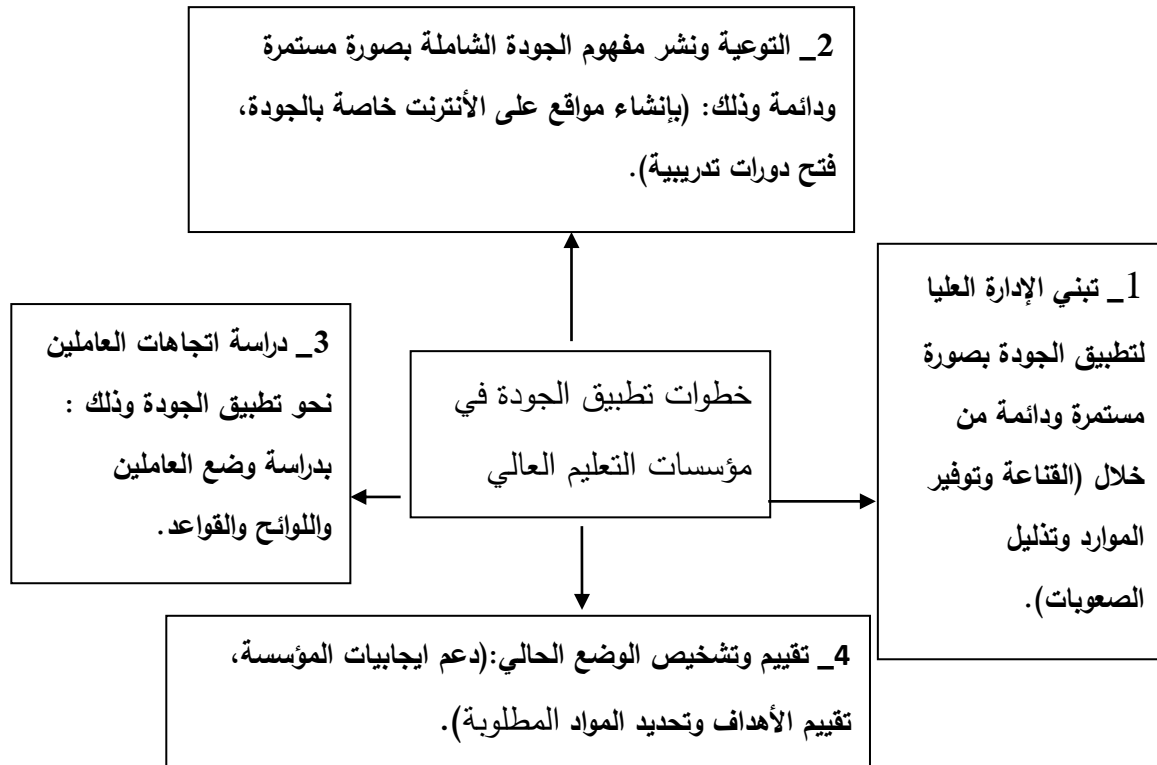 2_ التوعية ونشر مفهوم الجودة الشاملة بصورة مستمرة
ودائمة وذلك: (بإنشاء مواقع على الأنترنت خاصة بالجودة،
فتح دورات تدريبية).
1_ تبني الإدارة العليا
لتطبيق الجودة بصورة
مستمرة ودائمة من
خلال (القناعة وتوفير
الموارد وتذليل
الصعوبات).
خطوات تطبيق الجودة في
مؤسسات التعليم العالي
3_ دراسة اتجاهات العاملين
نحو تطبيق الجودة وذلك :
بدراسة وضع العاملين
واللوائح والقواعد.
4_ تقييم وتشخيص الوضع الحالي:(دعم ايجابيات المؤسسة،
تقييم الأهداف وتحديد المواد المطلوبة).